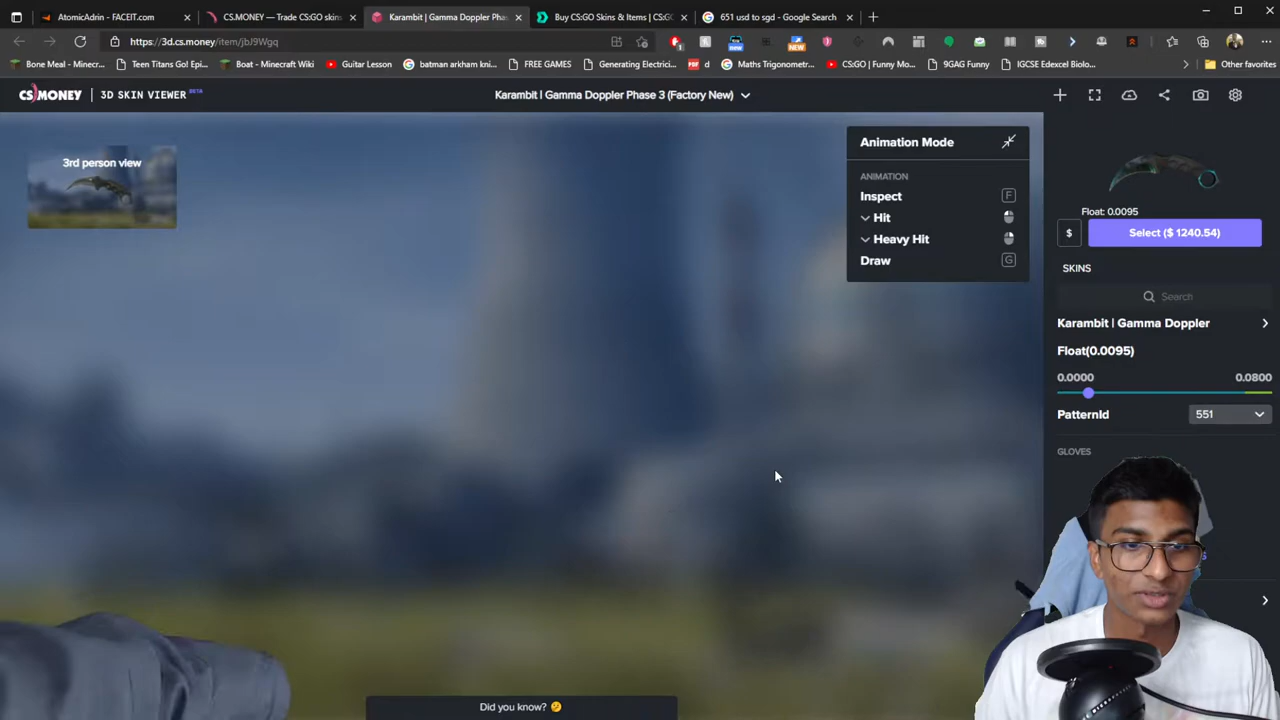 AtomicAdrin - FACEIT.com
CS.MONEY — Trade CS:GO skins
Karambit | Gamma Doppler Phas
Buy CS:GO Skins & Items | CS:GO
651 usd to sgd - Google Search
https://3d.cs.money/item/jbJ9Wgq
Bone Meal - Minecr...
Teen Titans Go! Epi...
Boat - Minecraft Wiki
Guitar Lesson
batman arkham kni...
FREE GAMES
Generating Electrici...
PDF d
Maths Trigonometr...
CS:GO | Funny Mo...
9GAG Funny
IGCSE Edexcel Biolo...
Other favorites
CS MONEY | 3D SKIN VIEWER BETA
Karambit | Gamma Doppler Phase 3 (Factory New)
3rd person view
Animation Mode
ANIMATION
Inspect F
Hit
Heavy Hit
Draw G
Float: 0.0095
$ Select ($ 1240.54)
SKINS
Search
Karambit | Gamma Doppler
Float(0.0095)
0.0000 0.0800
PatternId 551
GLOVES
Did you know?